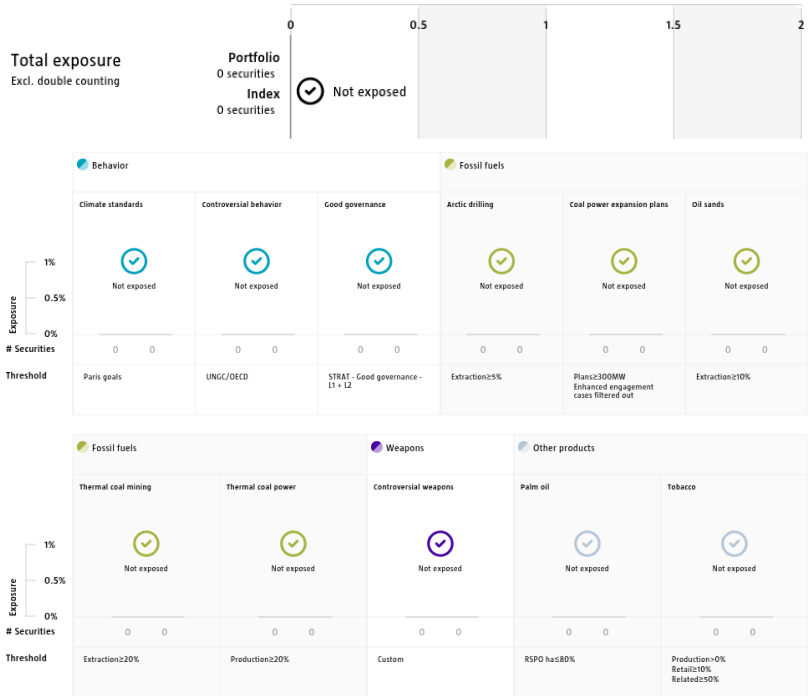 0 0.5 1 1.5 2
Total exposure
Excl. double counting
Portfolio
0 securities
Index
0 securities
Not exposed
Behavior Fossil fuels
Climate standards Controversial behavior Good governance Arctic drilling Coal power expansion plans Oil sands
Not exposed Not exposed Not exposed Not exposed Not exposed Not exposed
Exposure
1%
0.5%
0%
# Securities 0 0 0 0 0 0 0 0 0 0 0 0
Threshold Paris goals UNGC/OECD STRAT - Good governance - Extraction≥5% Plans≥300MW Extraction≥10%
L1 + L2 Enhanced engagement
cases filtered out
Fossil fuels Weapons Other products
Thermal coal mining Thermal coal power Controversial weapons Palm oil Tobacco
Not exposed Not exposed Not exposed Not exposed Not exposed
Exposure
1%
0.5%
0%
# Securities 0 0 0 0 0 0 0 0 0 0
Threshold Extraction≥20% Production≥20% Custom RSPO ha≤80% Production>0%
Retail≥10%
Related≥50%